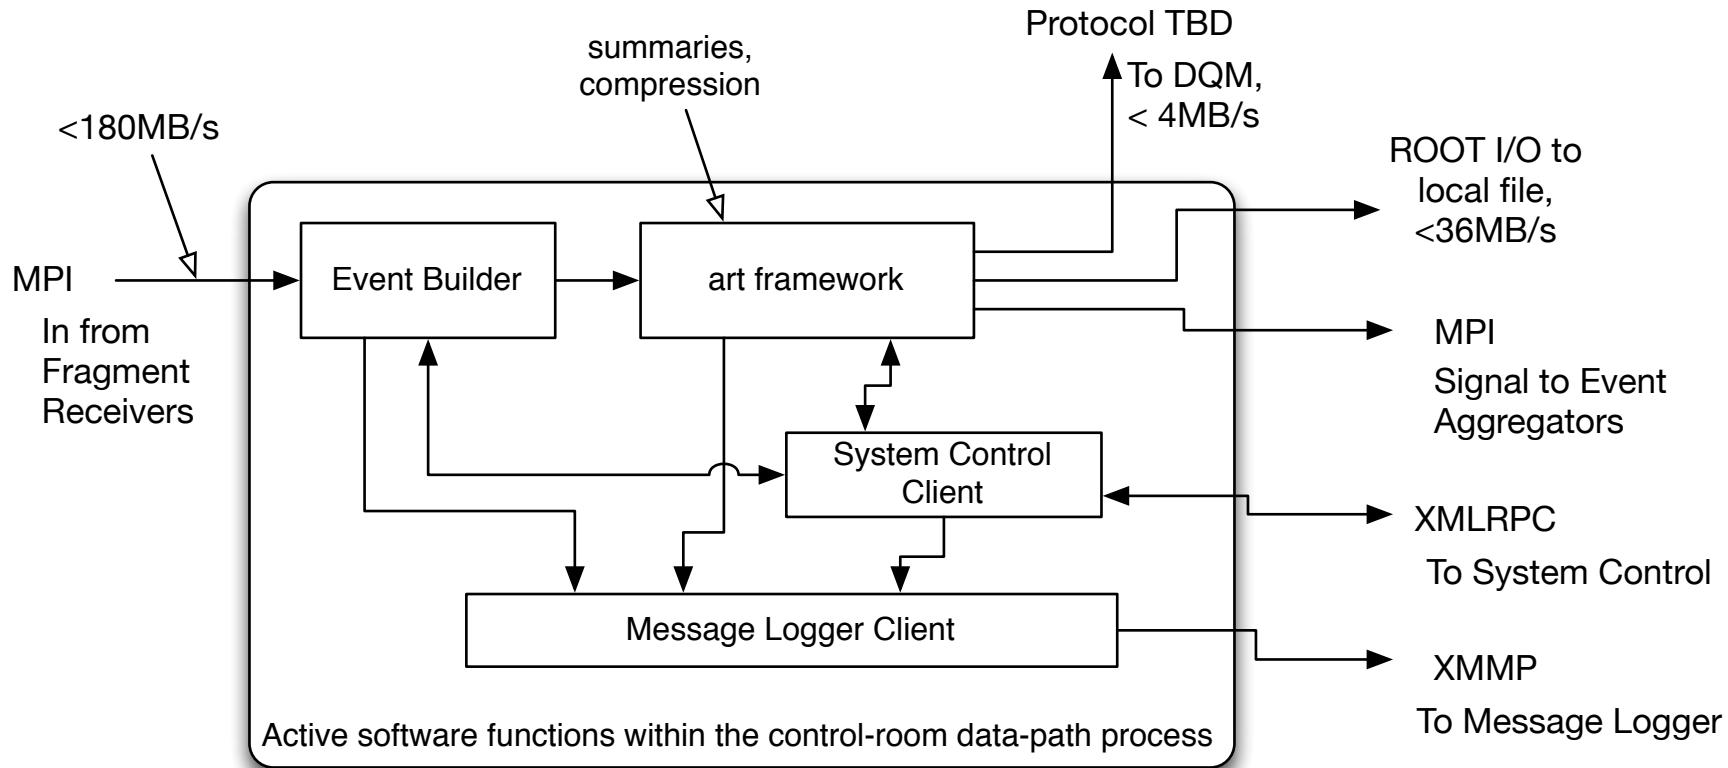 Protocol TBD
To DQM,
< 4MB/s
summaries,
compression
<180MB/s
ROOT I/O to
local file,
<36MB/s
MPI
In from
Fragment
Receivers
Event Builder
art framework
MPI
Signal to Event
Aggregators
System Control
Client
XMLRPC
To System Control
Message Logger Client
XMMP
To Message Logger
Active software functions within the control-room data-path process